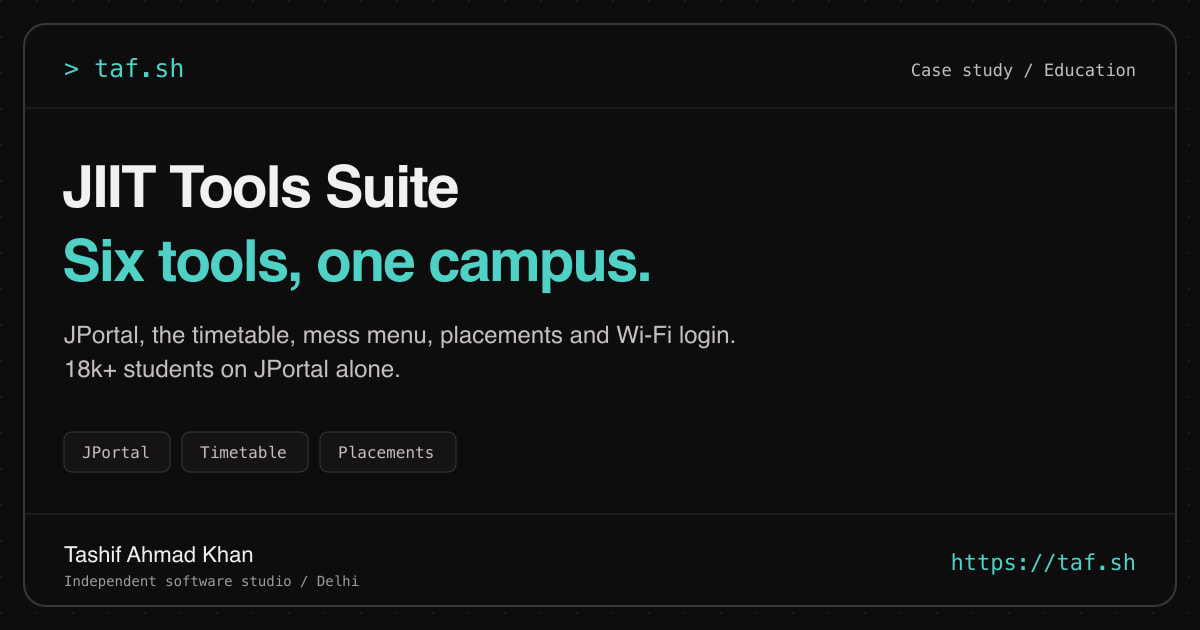 > taf.sh
Case study / Education
JIIT Tools Suite
Six tools, one campus.
JPortal, the timetable, mess menu, placements and Wi-Fi login.
18k+ students on JPortal alone.
JPortal
Timetable
Placements
Tashif Ahmad Khan
Independent software studio / Delhi
https://taf.sh